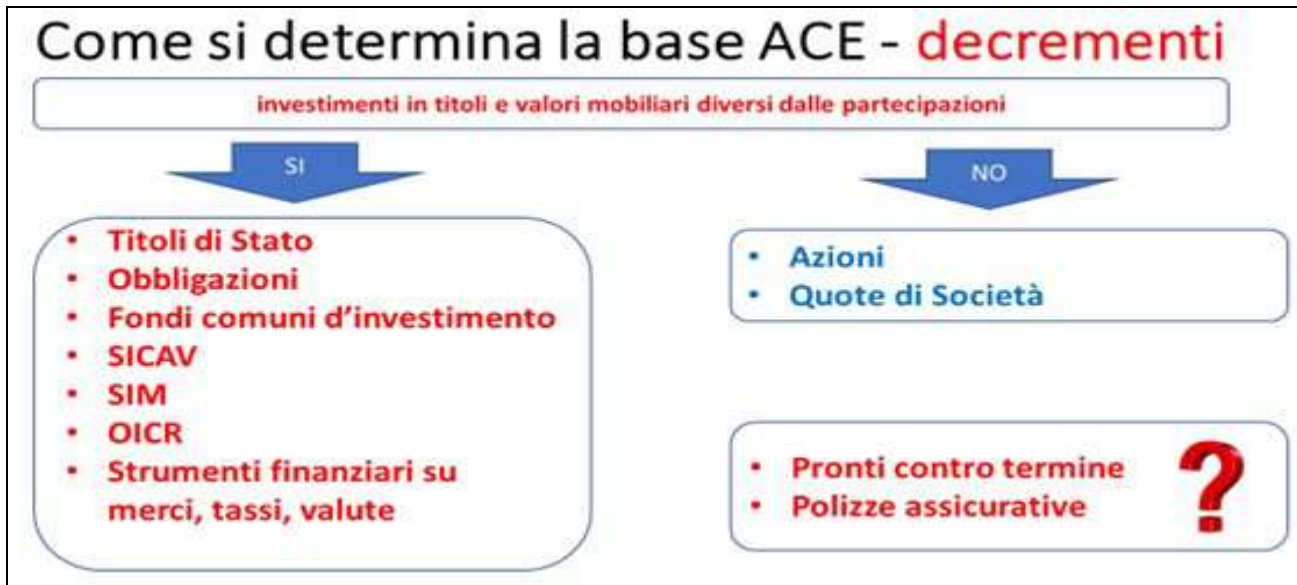 Come si determina la base ACE - decrementi
investimenti in titoli e valori mobiliari diversi dalle partecipazioni
SI
• Titoli di Stato
• Obbligazioni
• Fondi comuni d'investimento
• SICAV
• SIM
• OICR
• Strumenti finanziari su
merci, tassi, valute
NO
• Azioni
• Quote di Società
• Pronti contro termine
• Polizze assicurative
?